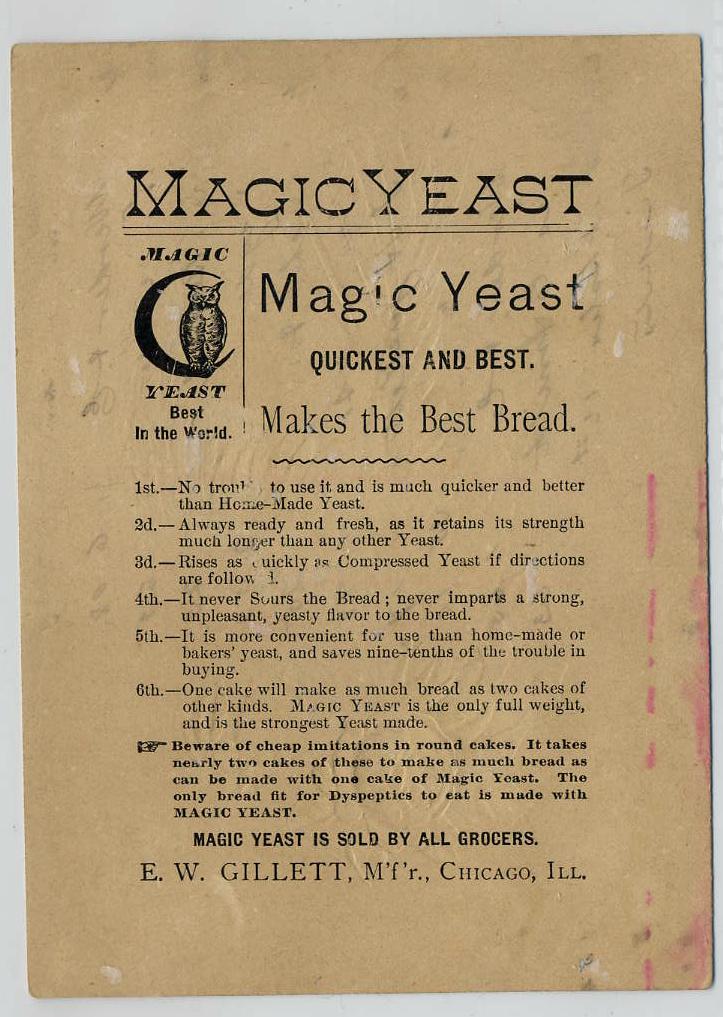 MAGIC YEAST
MAGIC
YEAST
Best
In the World.
Magic Yeast
QUICKEST AND BEST.
Makes the Best Bread.
1st.—No to use it and is much quicker and better
than Home-Made Yeast.
2d.—Always ready and fresh, as it retains its strength
much longer than any other Yeast.
3d.—Rises as quickly as Compressed Yeast if directions
are
4th.—It never Sours the Bread; never imparts a strong,
unpleasant, yeasty flavor to the bread.
5th.—It is more convenient for use than home-made or
bakers' yeast, and saves nine-tenths of the trouble in
buying.
6th.—One cake will make as much bread as two cakes of
other kinds. MAGIC YEAST is the only full weight,
and is the strongest Yeast made.
☞ Beware of cheap imitations in round cakes. It takes
nearly two cakes of these to make as much bread as
can be made with one cake of Magic Yeast. The
only bread fit for Dyspeptics to eat is made with
MAGIC YEAST.
MAGIC YEAST IS SOLD BY ALL GROCERS.
E. W. GILLETT, M'f'r., CHICAGO, ILL.